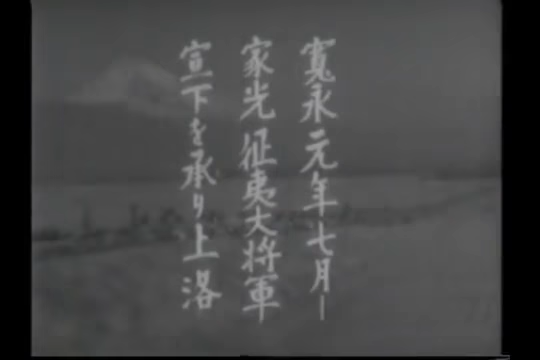 寛永元年七月―
家光征夷大将軍
宣下を承り上洛